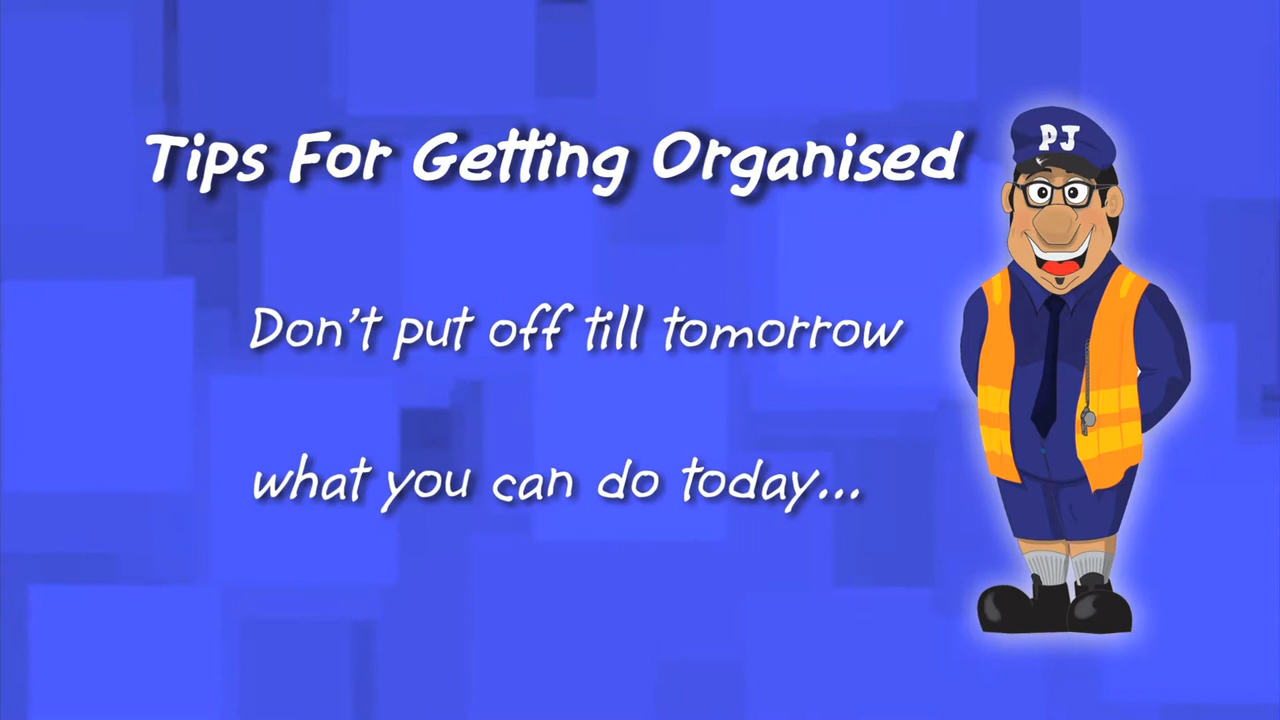 Tips For Getting Organised
PJ
Don't put off till tomorrow
what you can do today...